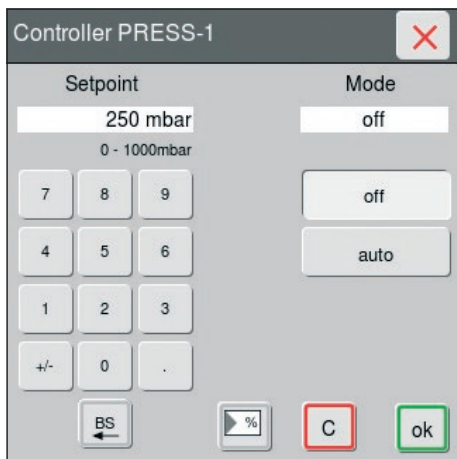 Controller PRESS-1
Setpoint Mode
250 mbar off
0 - 1000mbar
7 8 9 off
4 5 6 auto
1 2 3
+/- 0 .
BS % C ok